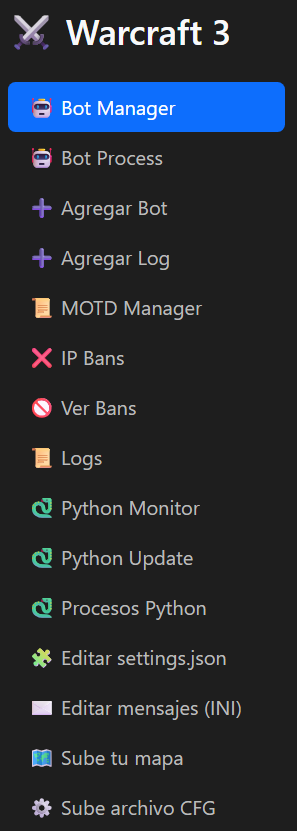 Warcraft 3
Bot Manager
Bot Process
Agregar Bot
Agregar Log
MOTD Manager
IP Bans
Ver Bans
Logs
Python Monitor
Python Update
Procesos Python
Editar settings.json
Editar mensajes (INI)
Sube tu mapa
Sube archivo CFG